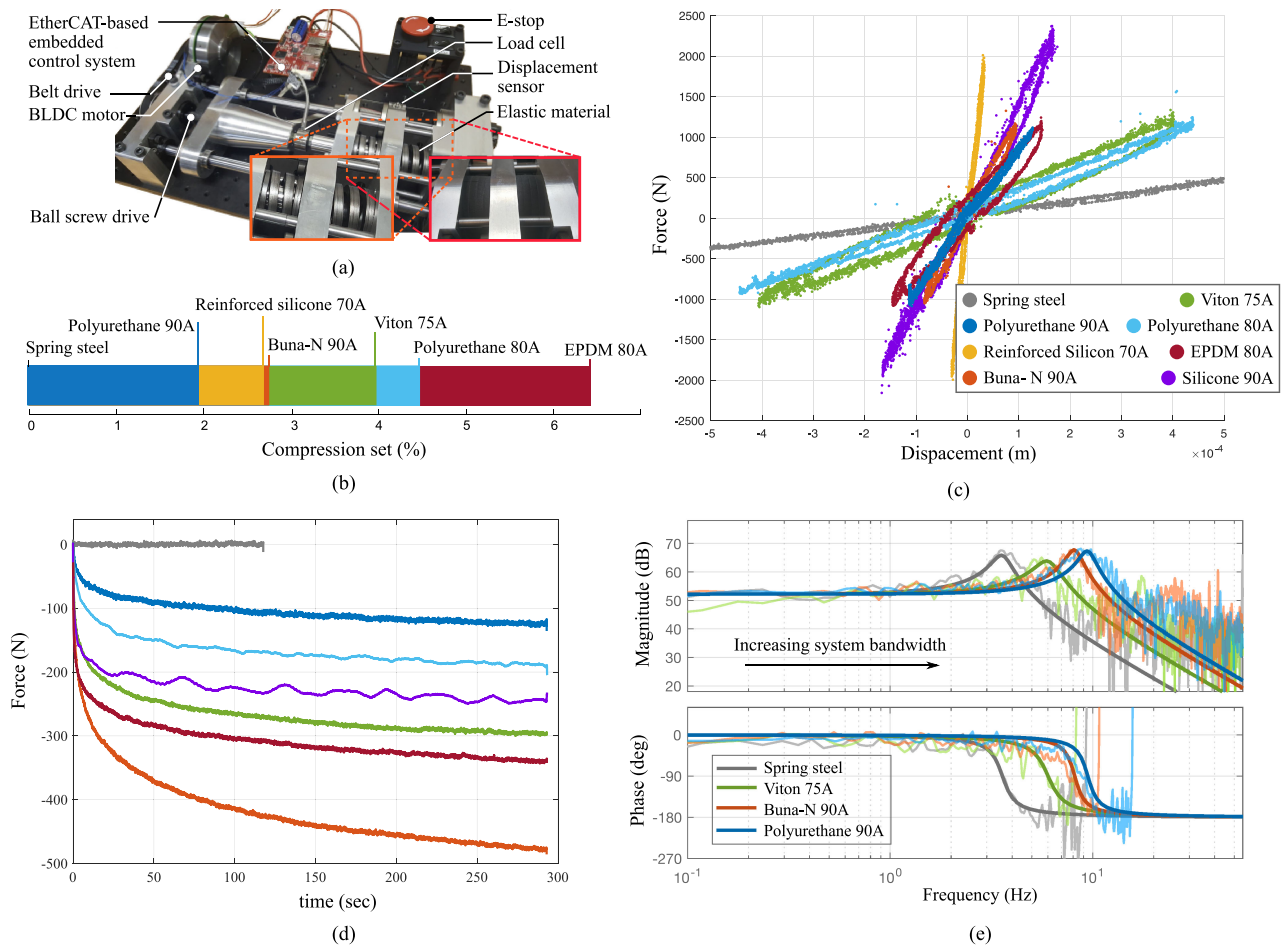 EtherCAT-based
embedded
control system
Belt drive
BLDC motor
Ball screw drive
E-stop
Load cell
Displacement
sensor
Elastic material
(a)
Reinforced silicone 70A
Polyurethane 90A
Viton 75A
Spring steel
Buna-N 90A
Polyurethane 80A
EPDM 80A
0 1 2 3 4 5 6
Compression set (%)
(b)
Force (N)
2500
2000
1500
1000
500
0
-500
-1000
-1500
-2000
2500
Spring steel
Viton 75A
Polyurethane 90A
Polyurethane 80A
Reinforced Silicon 70A
EPDM 80A
Buna- N 90A
Silicone 90A
-5 -4 -3 -2 -1 0 1 2 3 4 5
Dispacement (m)
×10⁻⁴
(c)
Force (N)
0
-100
-200
-300
-400
-500
0 50 100 150 200 250 300
time (sec)
(d)
Magnitude (dB)
70
60
50
40
30
20
Increasing system bandwidth
Phase (deg)
0
-90
-180
-270
Spring steel
Viton 75A
Buna-N 90A
Polyurethane 90A
10⁻¹ 10⁰ 10¹
Frequency (Hz)
(e)